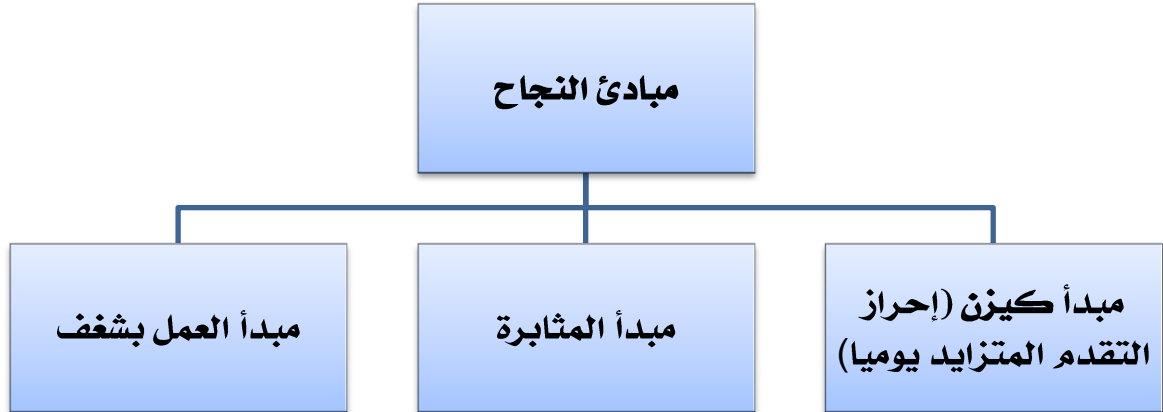 مبادئ النجاح
مبدأ كيزن (إحراز
التقدم المتزايد يوميا)
مبدأ المثابرة
مبدأ العمل بشغف